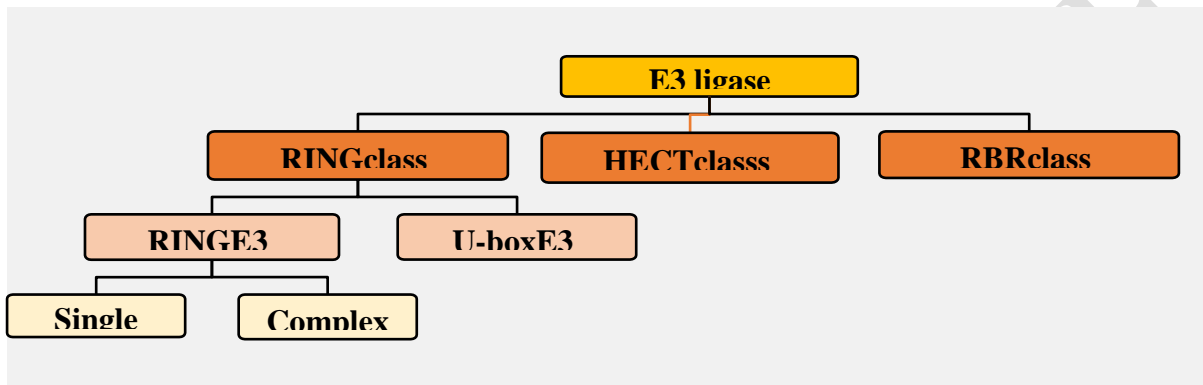 E3 ligase
RINGclass
HECTclasss
RBRclass
RINGE3
U-boxE3
Single
Complex